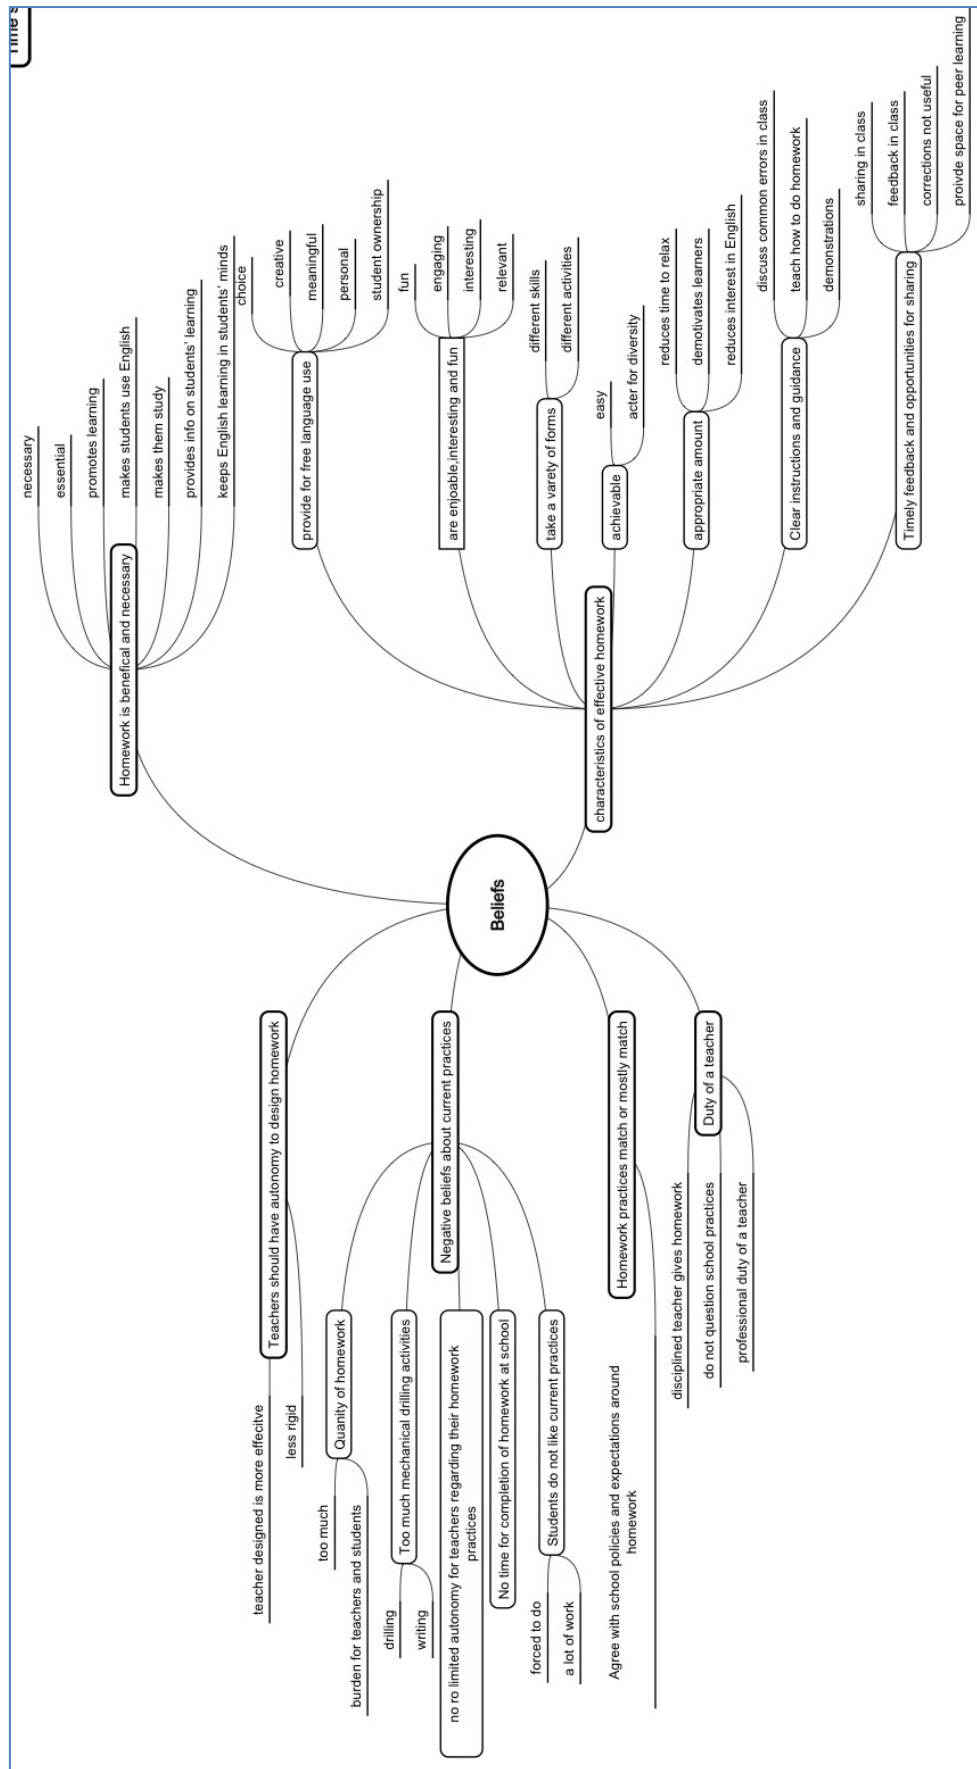 Time s
Beliefs
Homework is benefical and necessary
necessary
essential
promotes learning
makes students use English
makes them study
provides info on students' learning
keeps English learning in students' minds
characteristics of effective homework
provide for free language use
choice
creative
meaningful
personal
student ownership
are enjoable,interesting and fun
fun
engaging
interesting
relevant
take a varety of forms
different skills
different activities
achievable
easy
acter for diversity
appropriate amount
reduces time to relax
demotivates learners
reduces interest in English
Clear instructions and guidance
discuss common errors in class
teach how to do homework
demonstrations
Timely feedback and opportunities for sharing
sharing in class
feedback in class
corrections not useful
proivde space for peer learning
Teachers should have autonomy to design homework
teacher designed is more effecitve
less rigid
Negative beliefs about current practices
Quanity of homework
too much
burden for teachers and students
Too much mechanical drilling activities
drilling
writing
no ro limited autonomy for teachers regarding their homework
practices
No time for completion of homework at school
Students do not like current practices
forced to do
a lot of work
Homework practices match or mostly match
Agree with school policies and expectations around
homework
Duty of a teacher
disciplined teacher gives homework
do not question school practices
professional duty of a teacher